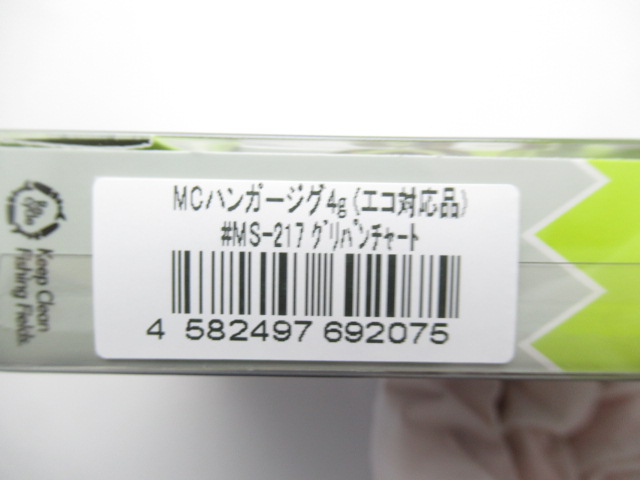 MCハンガージグ4g(エコ対応品)
#MS-217 グリパンチャート
4 582497 692075
Keep Clean
Fishing Fields.